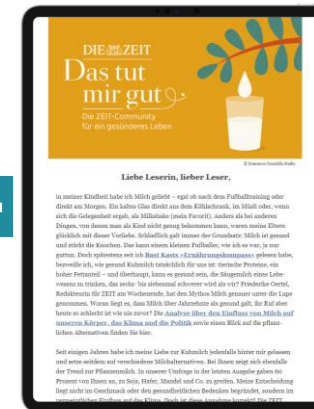 DIE ZEIT
Das tut
mir gut
Die ZEIT-Community
für ein gesünderes Leben
Liebe Leserin, lieber Leser,
in meiner Kindheit habe ich Milch geliebt – egal ob nach dem Fußballtraining oder
direkt am Morgen. Ein kaltes Glas direkt aus dem Kühlschrank, im Müsli oder, wenn
sich die Gelegenheit ergab, als Milkshake (mein Favorit). Anders als bei anderen
Dingen, von denen man als Kind nicht genug bekommen kann, waren meine Eltern
glücklich mit dieser Vorliebe. Schließlich galt immer der Grundsatz: Milch ist gesund
und stärkt die Knochen. Das kann einem kleinen Fußballer, wie ich es war, ja nur
guttun. Doch spätestens seit ich Bast Kasts »Ernährungskompass« gelesen habe,
bezweifle ich, wie gesund Kuhmilch tatsächlich für uns ist: tierische Proteine, ein
hoher Fettanteil – und überhaupt, kann es gesund sein, die Säugemilch eines Lebe-
wesens zu trinken, das sechs- bis siebenmal schwerer wird als wir? Friederike Oertel,
Redakteurin für ZEIT am Wochenende, hat den Mythos Milch genauer unter die Lupe
genommen. Woran liegt es, dass Milch über Jahrzehnte als gesund galt, ihr Ruf aber
heute so schlecht ist wie nie zuvor? Die Analyse über den Einfluss von Milch auf
unseren Körper, das Klima und die Politik sowie einen Blick auf die pflanz-
lichen Alternativen finden Sie hier.
Seit einigen Jahren habe ich meine Liebe zur Kuhmilch jedenfalls hinter mir gelassen
und setze seitdem auf verschiedene Milchalternativen. Bei Ihnen zeigt sich ebenfalls
der Trend zur Pflanzenmilch. In unserer Umfrage in der letzten Ausgabe gaben 60
Prozent von Ihnen an, zu Soja, Hafer, Mandel und Co. zu greifen. Die meiste Entscheidung
liegt nicht im Geschmack oder den gesundheitlichen Bedenken begründet, sondern im